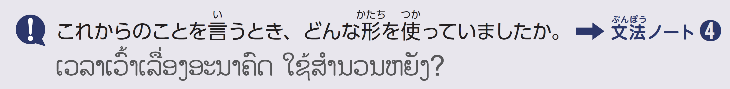 ! これからのことを言うとき、どんな形を使っていましたか。 ➡ 文法ノート❹
ເວລາເວົ້າເລື່ອງອະນາຄົດ ໃຊ້ສຳນວນຫຍັງ?